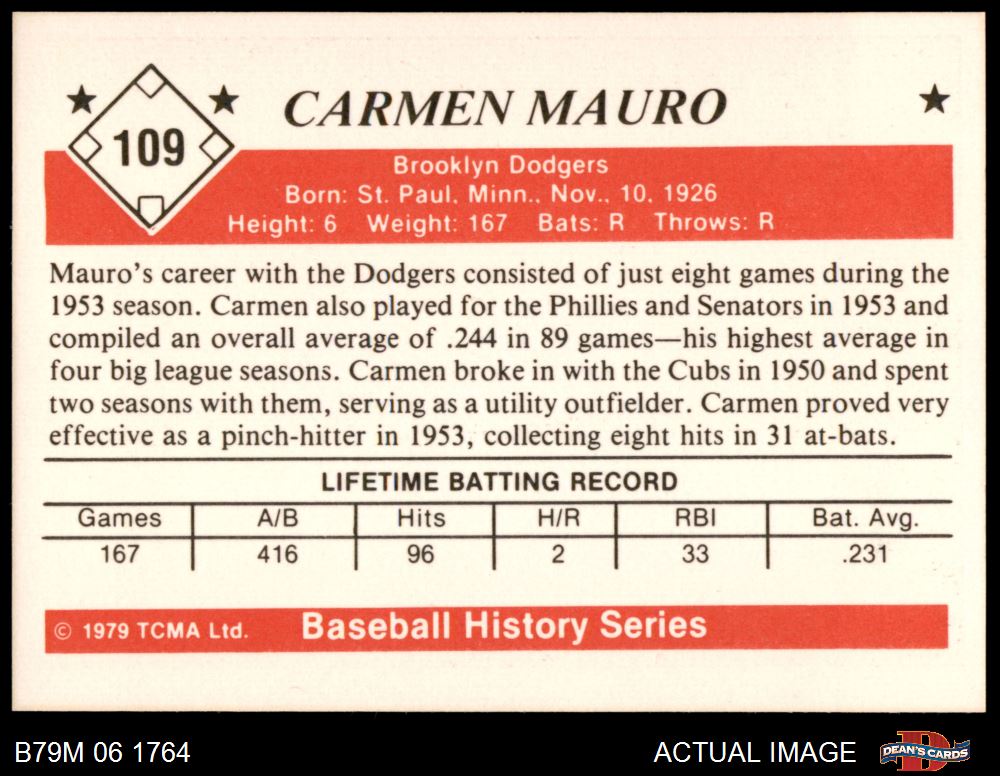 109
CARMEN MAURO
Brooklyn Dodgers
Born: St. Paul, Minn., Nov., 10, 1926
Height: 6 Weight: 167 Bats: R Throws: R
Mauro's career with the Dodgers consisted of just eight games during the
1953 season. Carmen also played for the Phillies and Senators in 1953 and
compiled an overall average of .244 in 89 games—his highest average in
four big league seasons. Carmen broke in with the Cubs in 1950 and spent
two seasons with them, serving as a utility outfielder. Carmen proved very
effective as a pinch-hitter in 1953, collecting eight hits in 31 at-bats.
LIFETIME BATTING RECORD
Games A/B Hits H/R RBI Bat. Avg.
167 416 96 2 33 .231
© 1979 TCMA Ltd. Baseball History Series
B79M 06 1764 ACTUAL IMAGE DEAN'S CARDS